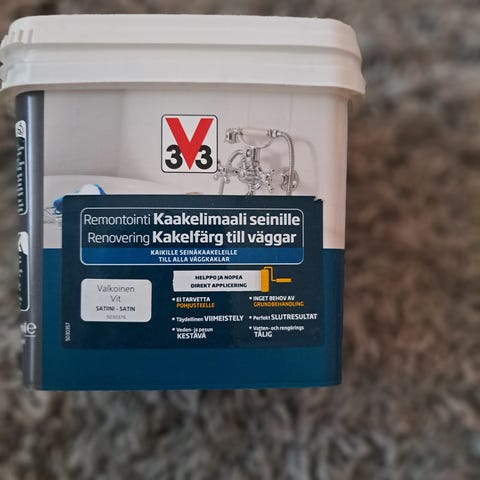 3V3
Remontointi Kaakelimaali seinille
Renovering Kakelfärg till väggar
KAIKILLE SEINÄKAAKELEILLE
TILL ALLA VÄGGKAKLAR
HELPPO JA NOPEA
DIREKT APPLICERING
Valkoinen
Vit
SATIINI - SATIN
5030376
• EI TARVETTA
POHJUSTEELLE
• Täydellinen VIIMEISTELY
• Veden- ja pesun
KESTÄVÄ
• INGET BEHOV AV
GRUNDBEHANDLING
• Perfekt SLUTRESULTAT
• Vatten- och rengörings
TÅLIG